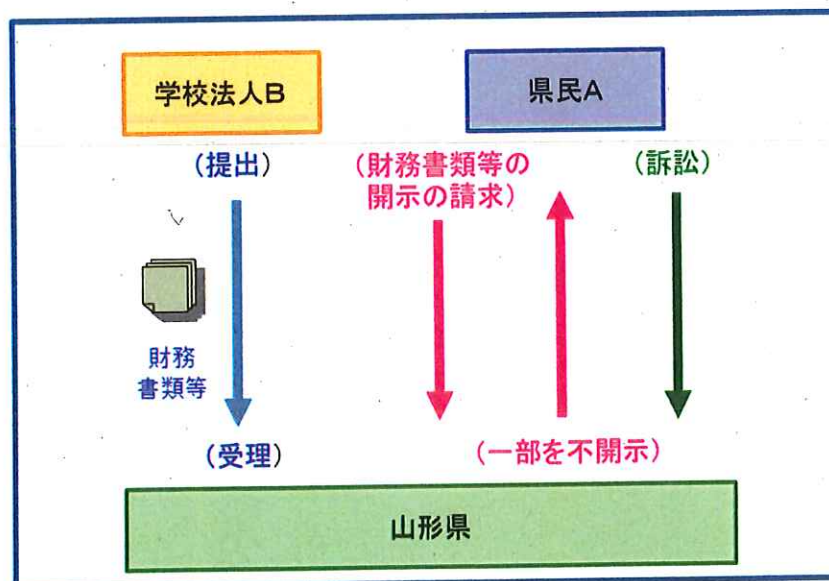 学校法人B
県民A
(提出)
(財務書類等の
開示の請求)
(訴訟)
財務
書類等
(受理)
(一部を不開示)
山形県